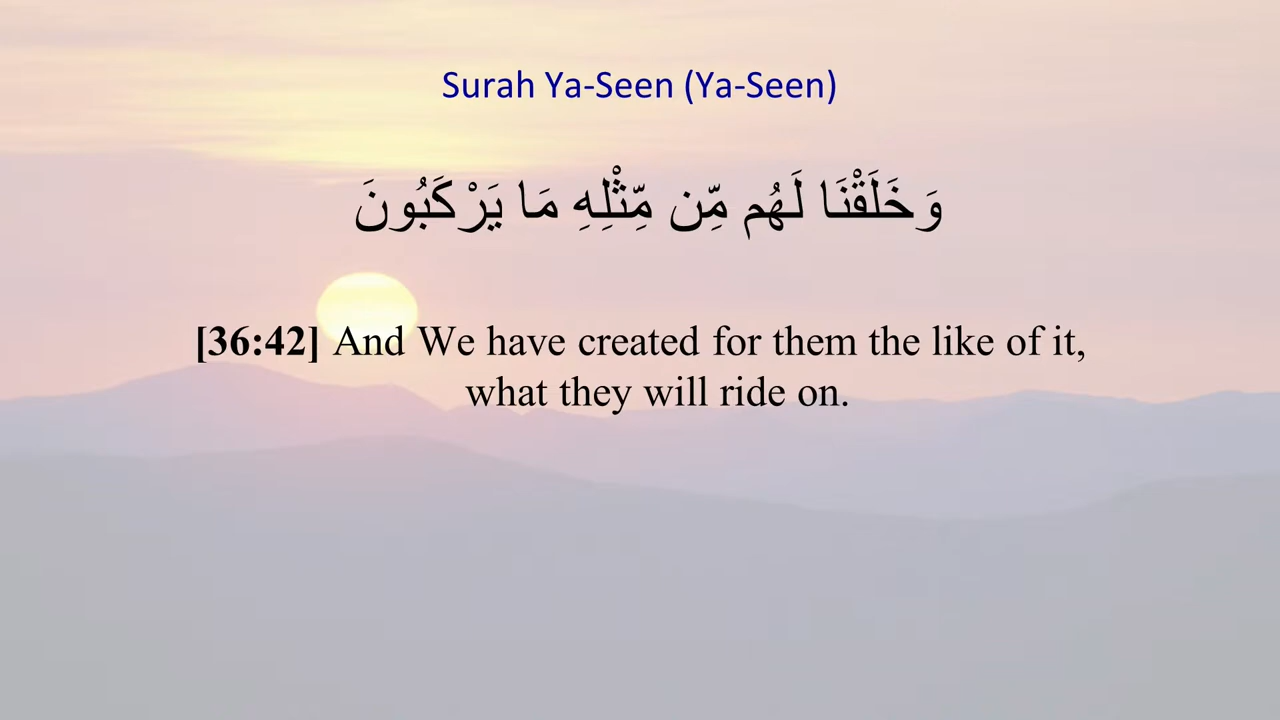 Surah Ya-Seen (Ya-Seen)
وَخَلَقْنَا لَهُم مِّن مِّثْلِهِ مَا يَرْكَبُونَ
[36:42] And We have created for them the like of it,
what they will ride on.